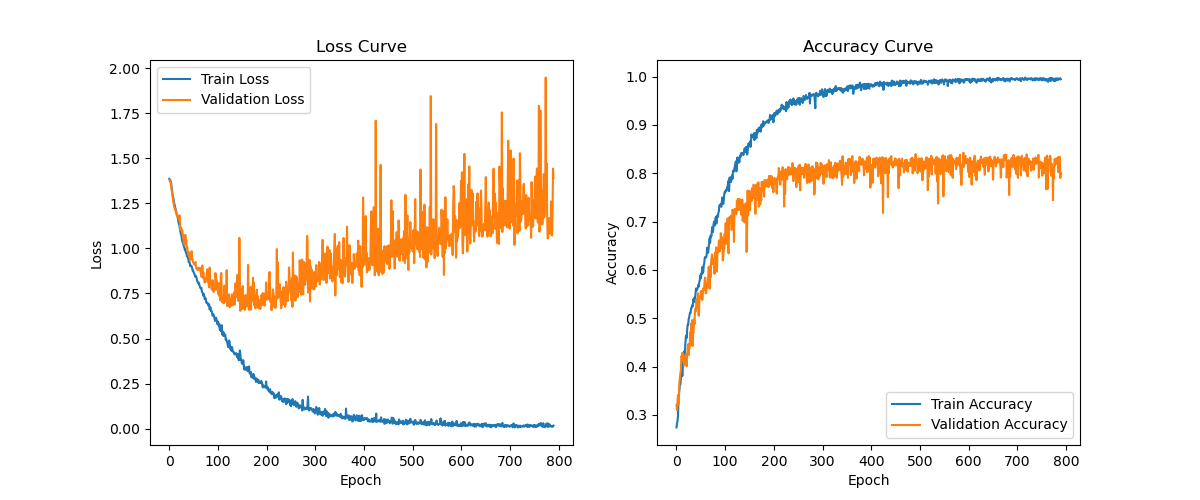 Loss Curve
Train Loss
Validation Loss
2.00
1.75
1.50
1.25
1.00
0.75
0.50
0.25
0.00
Loss
0 100 200 300 400 500 600 700 800
Epoch
Accuracy Curve
1.0
0.9
0.8
0.7
0.6
0.5
0.4
0.3
Accuracy
Train Accuracy
Validation Accuracy
0 100 200 300 400 500 600 700 800
Epoch